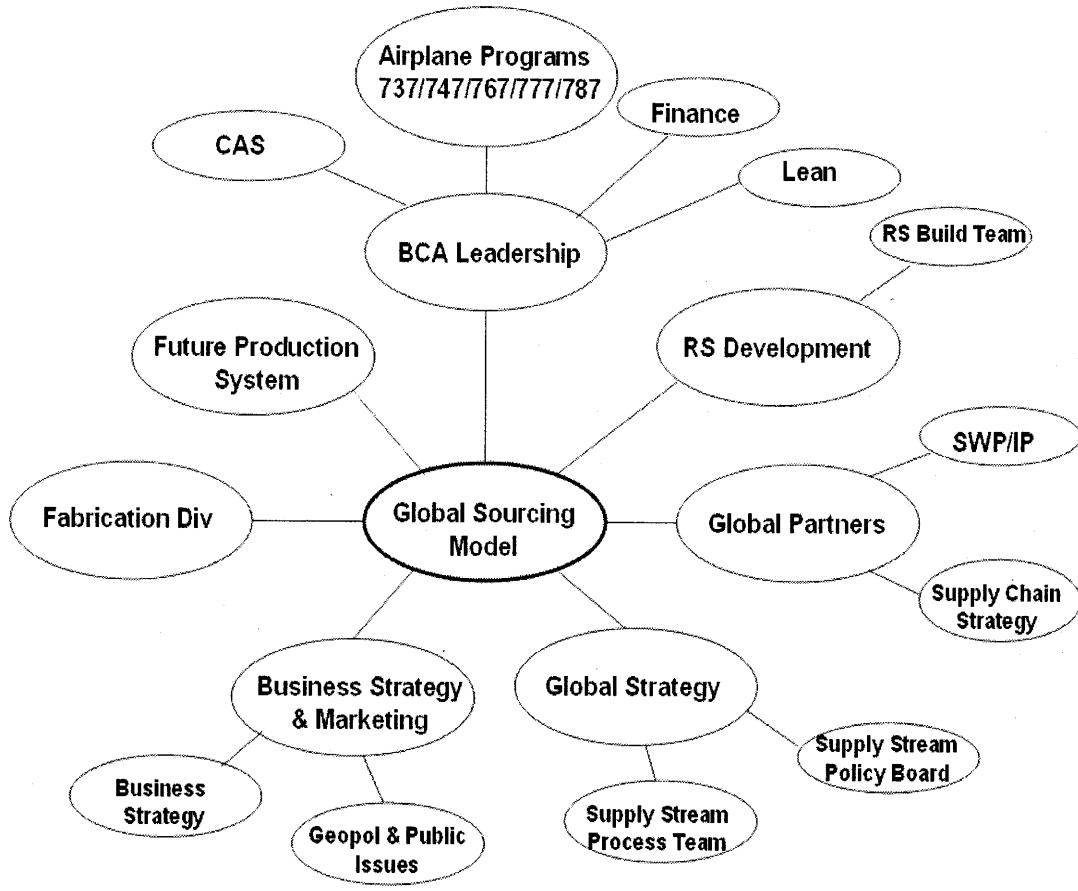 Airplane Programs
737/747/767/777/787
Finance
CAS
Lean
BCA Leadership
RS Build Team
Future Production
System
RS Development
SWP/IP
Fabrication Div
Global Sourcing
Model
Global Partners
Supply Chain
Strategy
Business Strategy
& Marketing
Global Strategy
Supply Stream
Policy Board
Business
Strategy
Geopol & Public
Issues
Supply Stream
Process Team